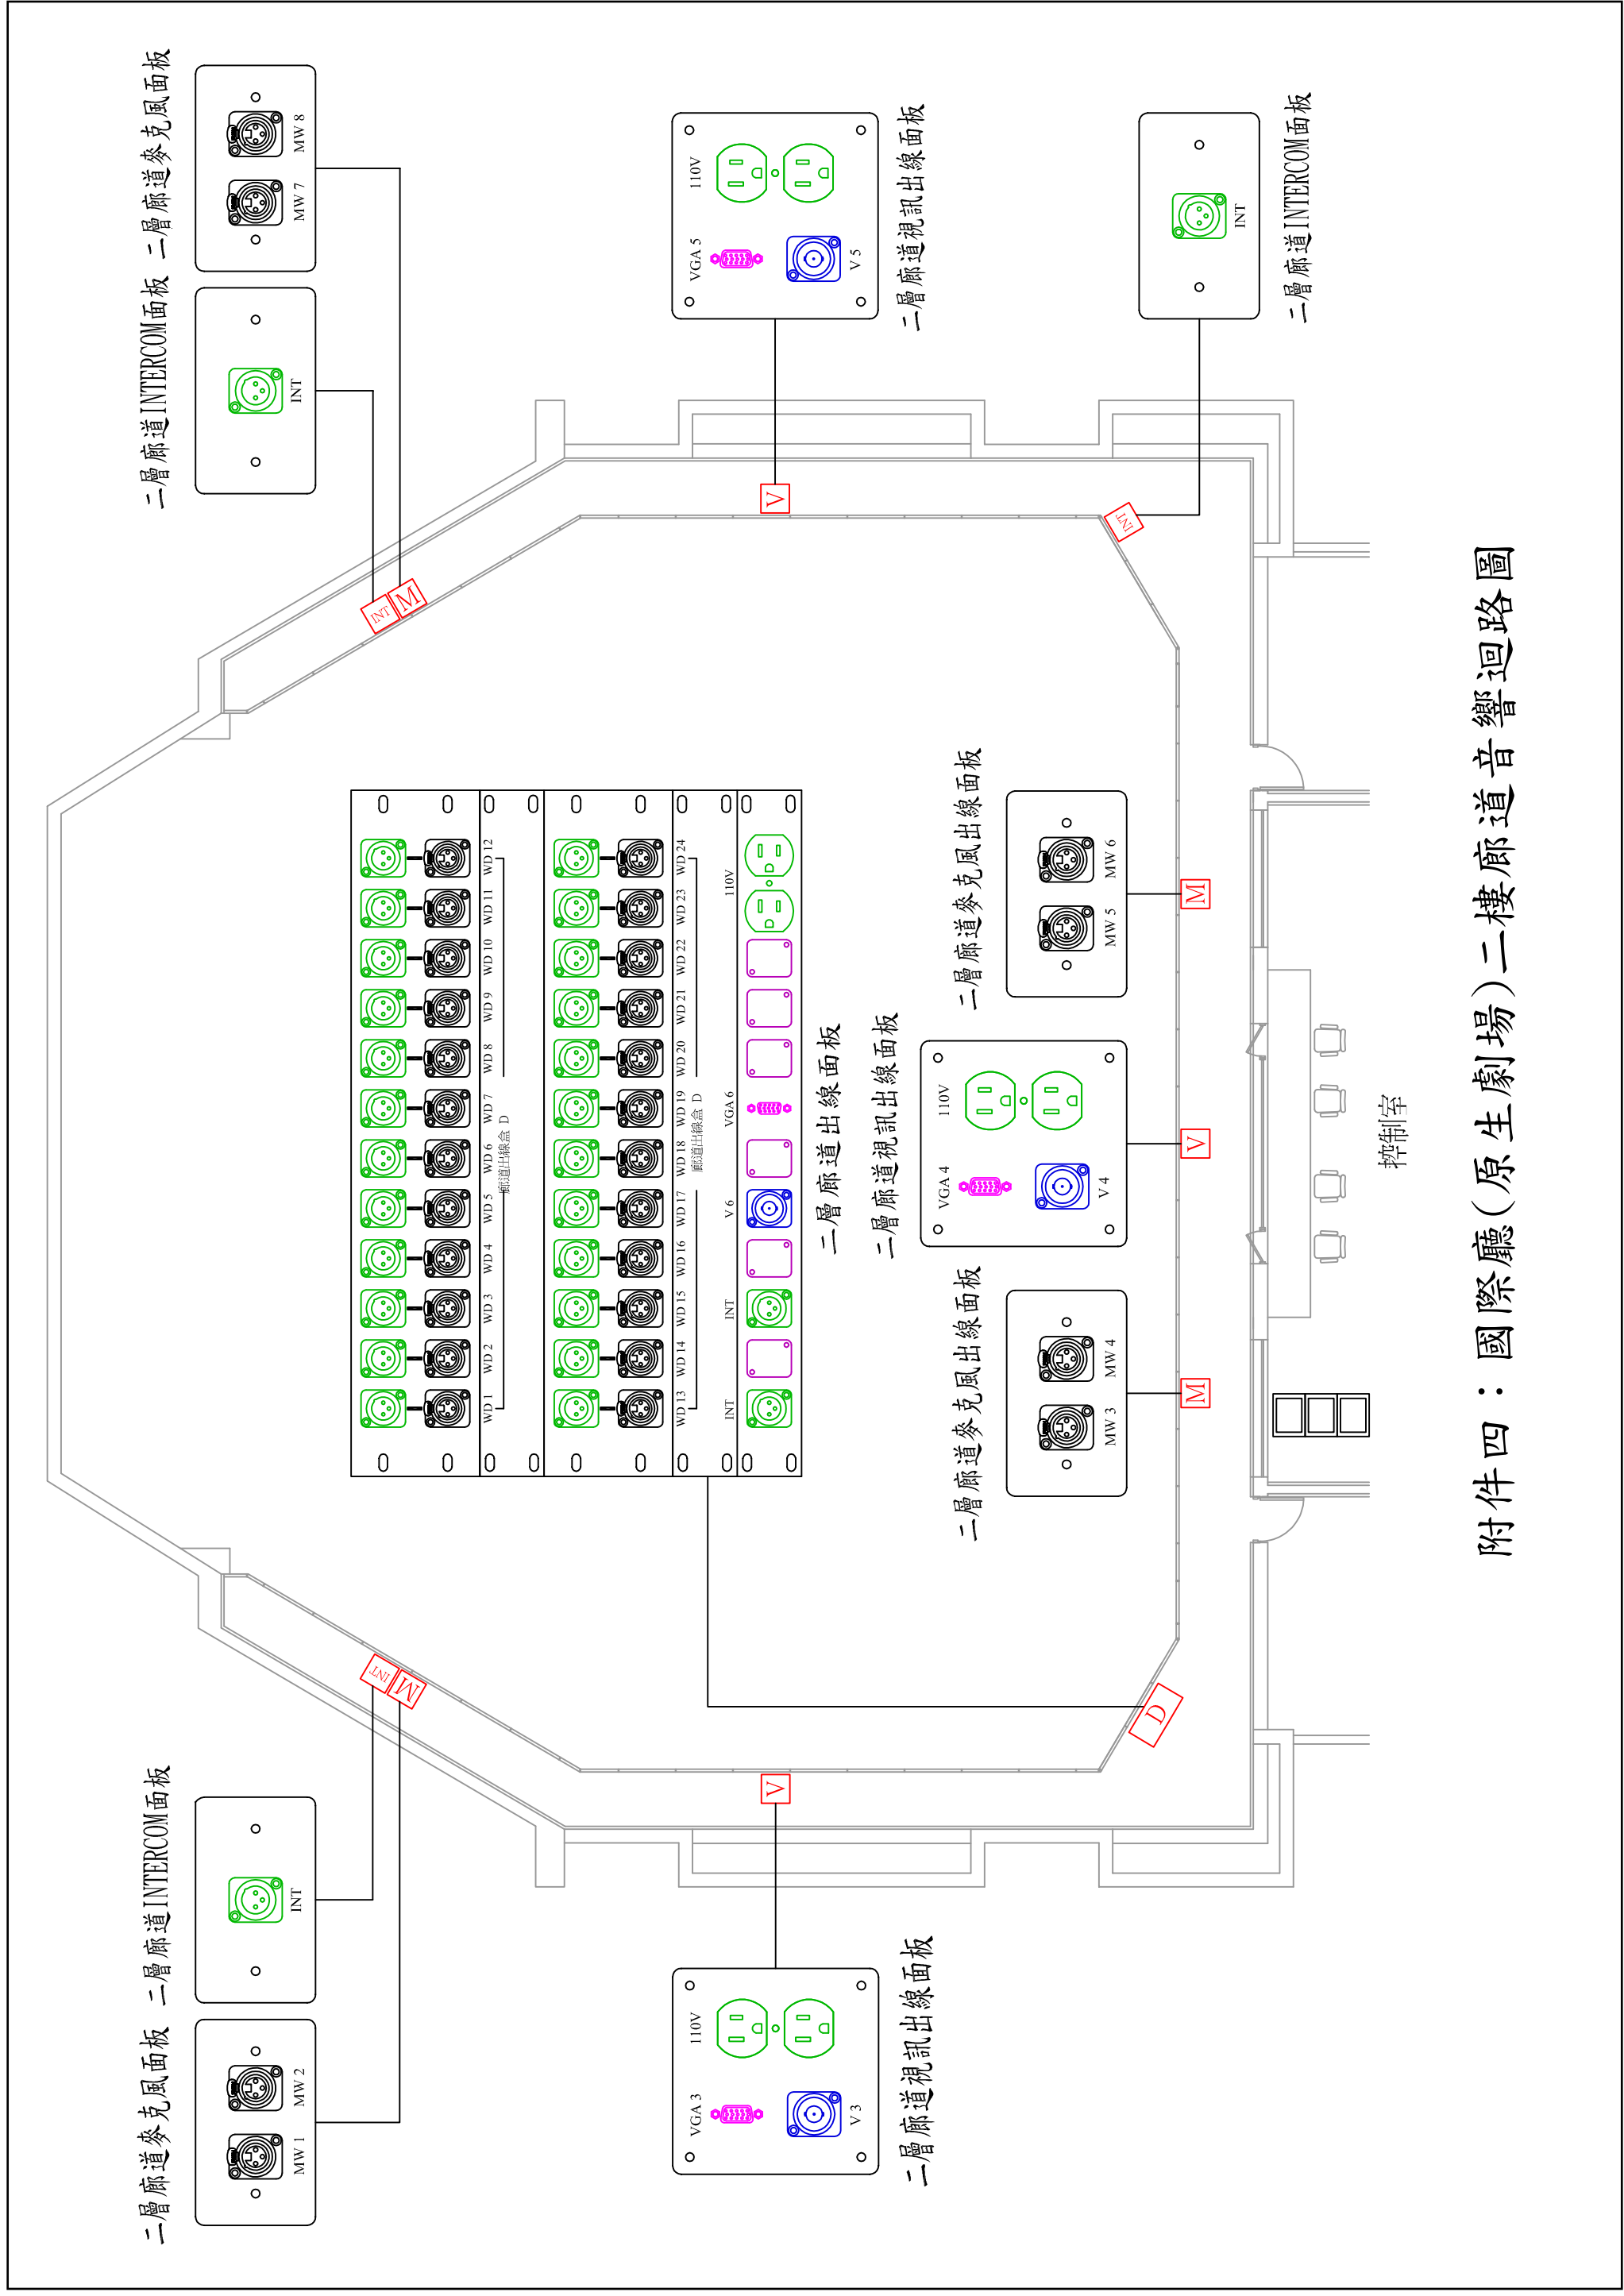 二層廊道麥克風面板
MW 1
MW 2
二層廊道INTERCOM面板
INT
二層廊道INTERCOM面板
INT
二層廊道麥克風面板
MW 7
MW 8
INT
M
INT
M
WD 1
WD 2
WD 3
WD 4
WD 5
WD 6
WD 7
WD 8
WD 9
WD 10
WD 11
WD 12
廊道出線盒 D
WD 13
WD 14
WD 15
WD 16
WD 17
WD 18
WD 19
WD 20
WD 21
WD 22
WD 23
WD 24
廊道出線盒 D
INT
INT
V 6
VGA 6
110V
二層廊道出線面板
VGA 3
110V
V 3
二層廊道視訊出線面板
V
V
VGA 5
110V
V 5
二層廊道視訊出線面板
二層廊道視訊出線面板
VGA 4
110V
V 4
二層廊道麥克風出線面板
MW 3
MW 4
二層廊道麥克風出線面板
MW 5
MW 6
D
M
V
M
INT
INT
二層廊道INTERCOM面板
控制室
附件四：國際廳(原生劇場)二樓廊道音響迴路圖